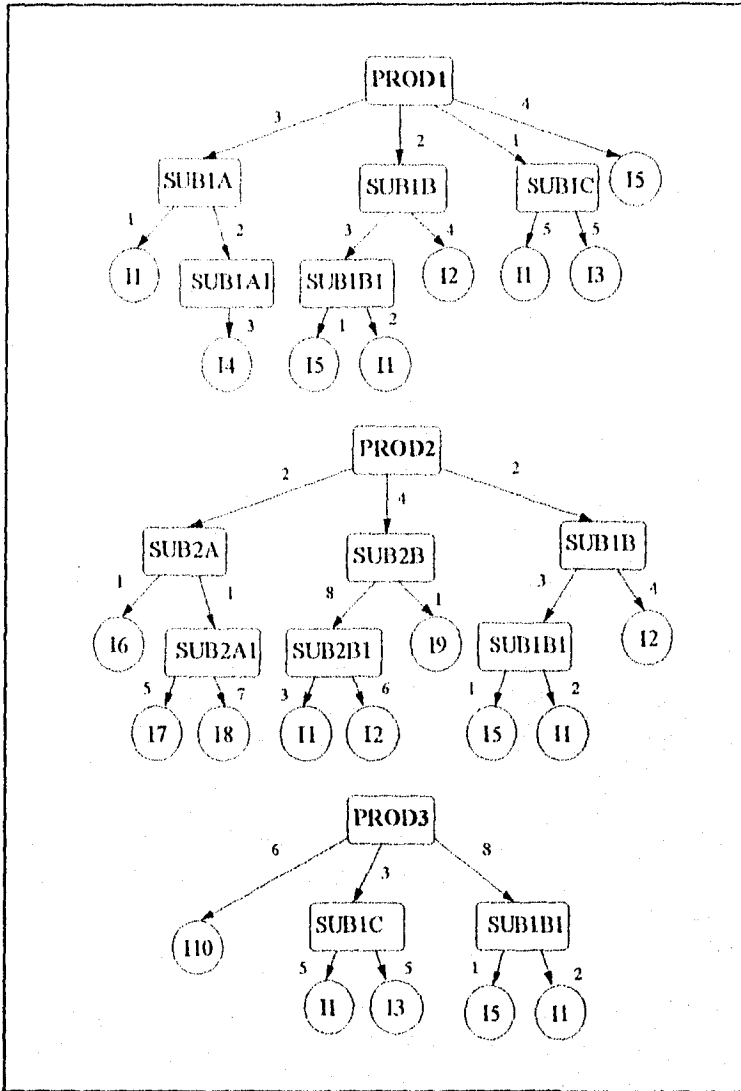 PROD1
3 2 1 4
SUB1A SUB1B SUB1C I5
1 2 3 4 5 5
I1 SUB1A1 SUB1B1 I2 I1 I3
3 1 2
I4 I5 I1
PROD2
2 4 2
SUB2A SUB2B SUB1B
1 1 8 1 3 4
I6 SUB2A1 SUB2B1 I9 SUB1B1 I2
5 7 3 6 1 2
I7 I8 I1 I2 I5 I1
PROD3
6 3 8
I10 SUB1C SUB1B1
5 5 1 2
I1 I3 I5 I1